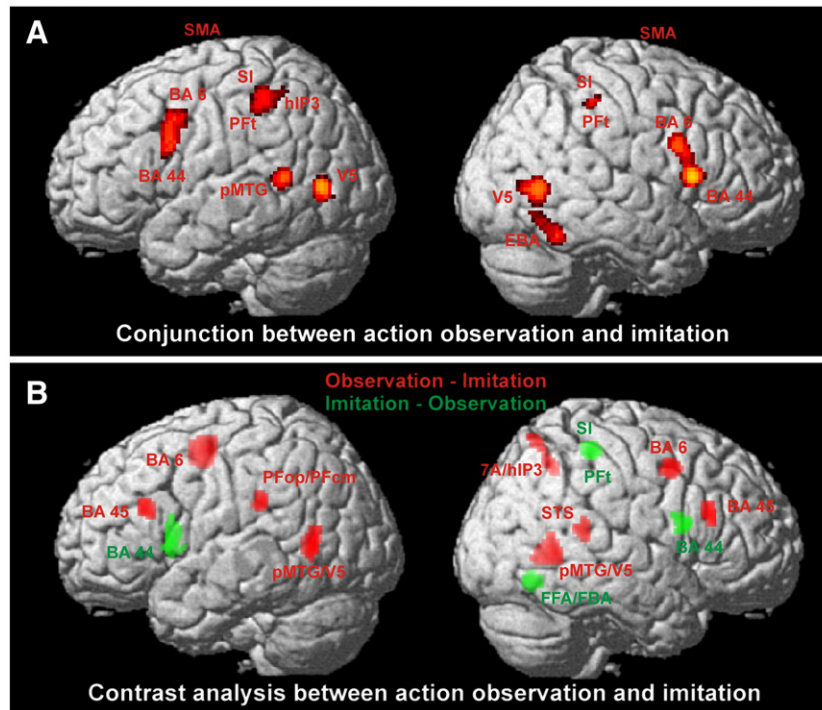 A
SMA
SMA
SI
SI
BA 6
hIP3
PFt
PFt
BA 6
BA 44
pMTG
V5
V5
BA 44
EBA
Conjunction between action observation and imitation
B
Observation - Imitation
Imitation - Observation
SI
BA 6
BA 6
7A/hIP3
PFt
PFop/PFcm
BA 45
STS
BA 45
BA 44
BA 44
pMTG/V5
pMTG/V5
FFA/FBA
Contrast analysis between action observation and imitation